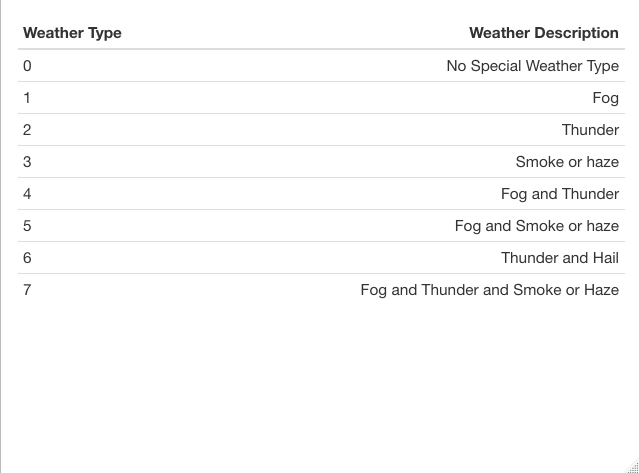 Weather Type Weather Description
0 No Special Weather Type
1 Fog
2 Thunder
3 Smoke or haze
4 Fog and Thunder
5 Fog and Smoke or haze
6 Thunder and Hail
7 Fog and Thunder and Smoke or Haze